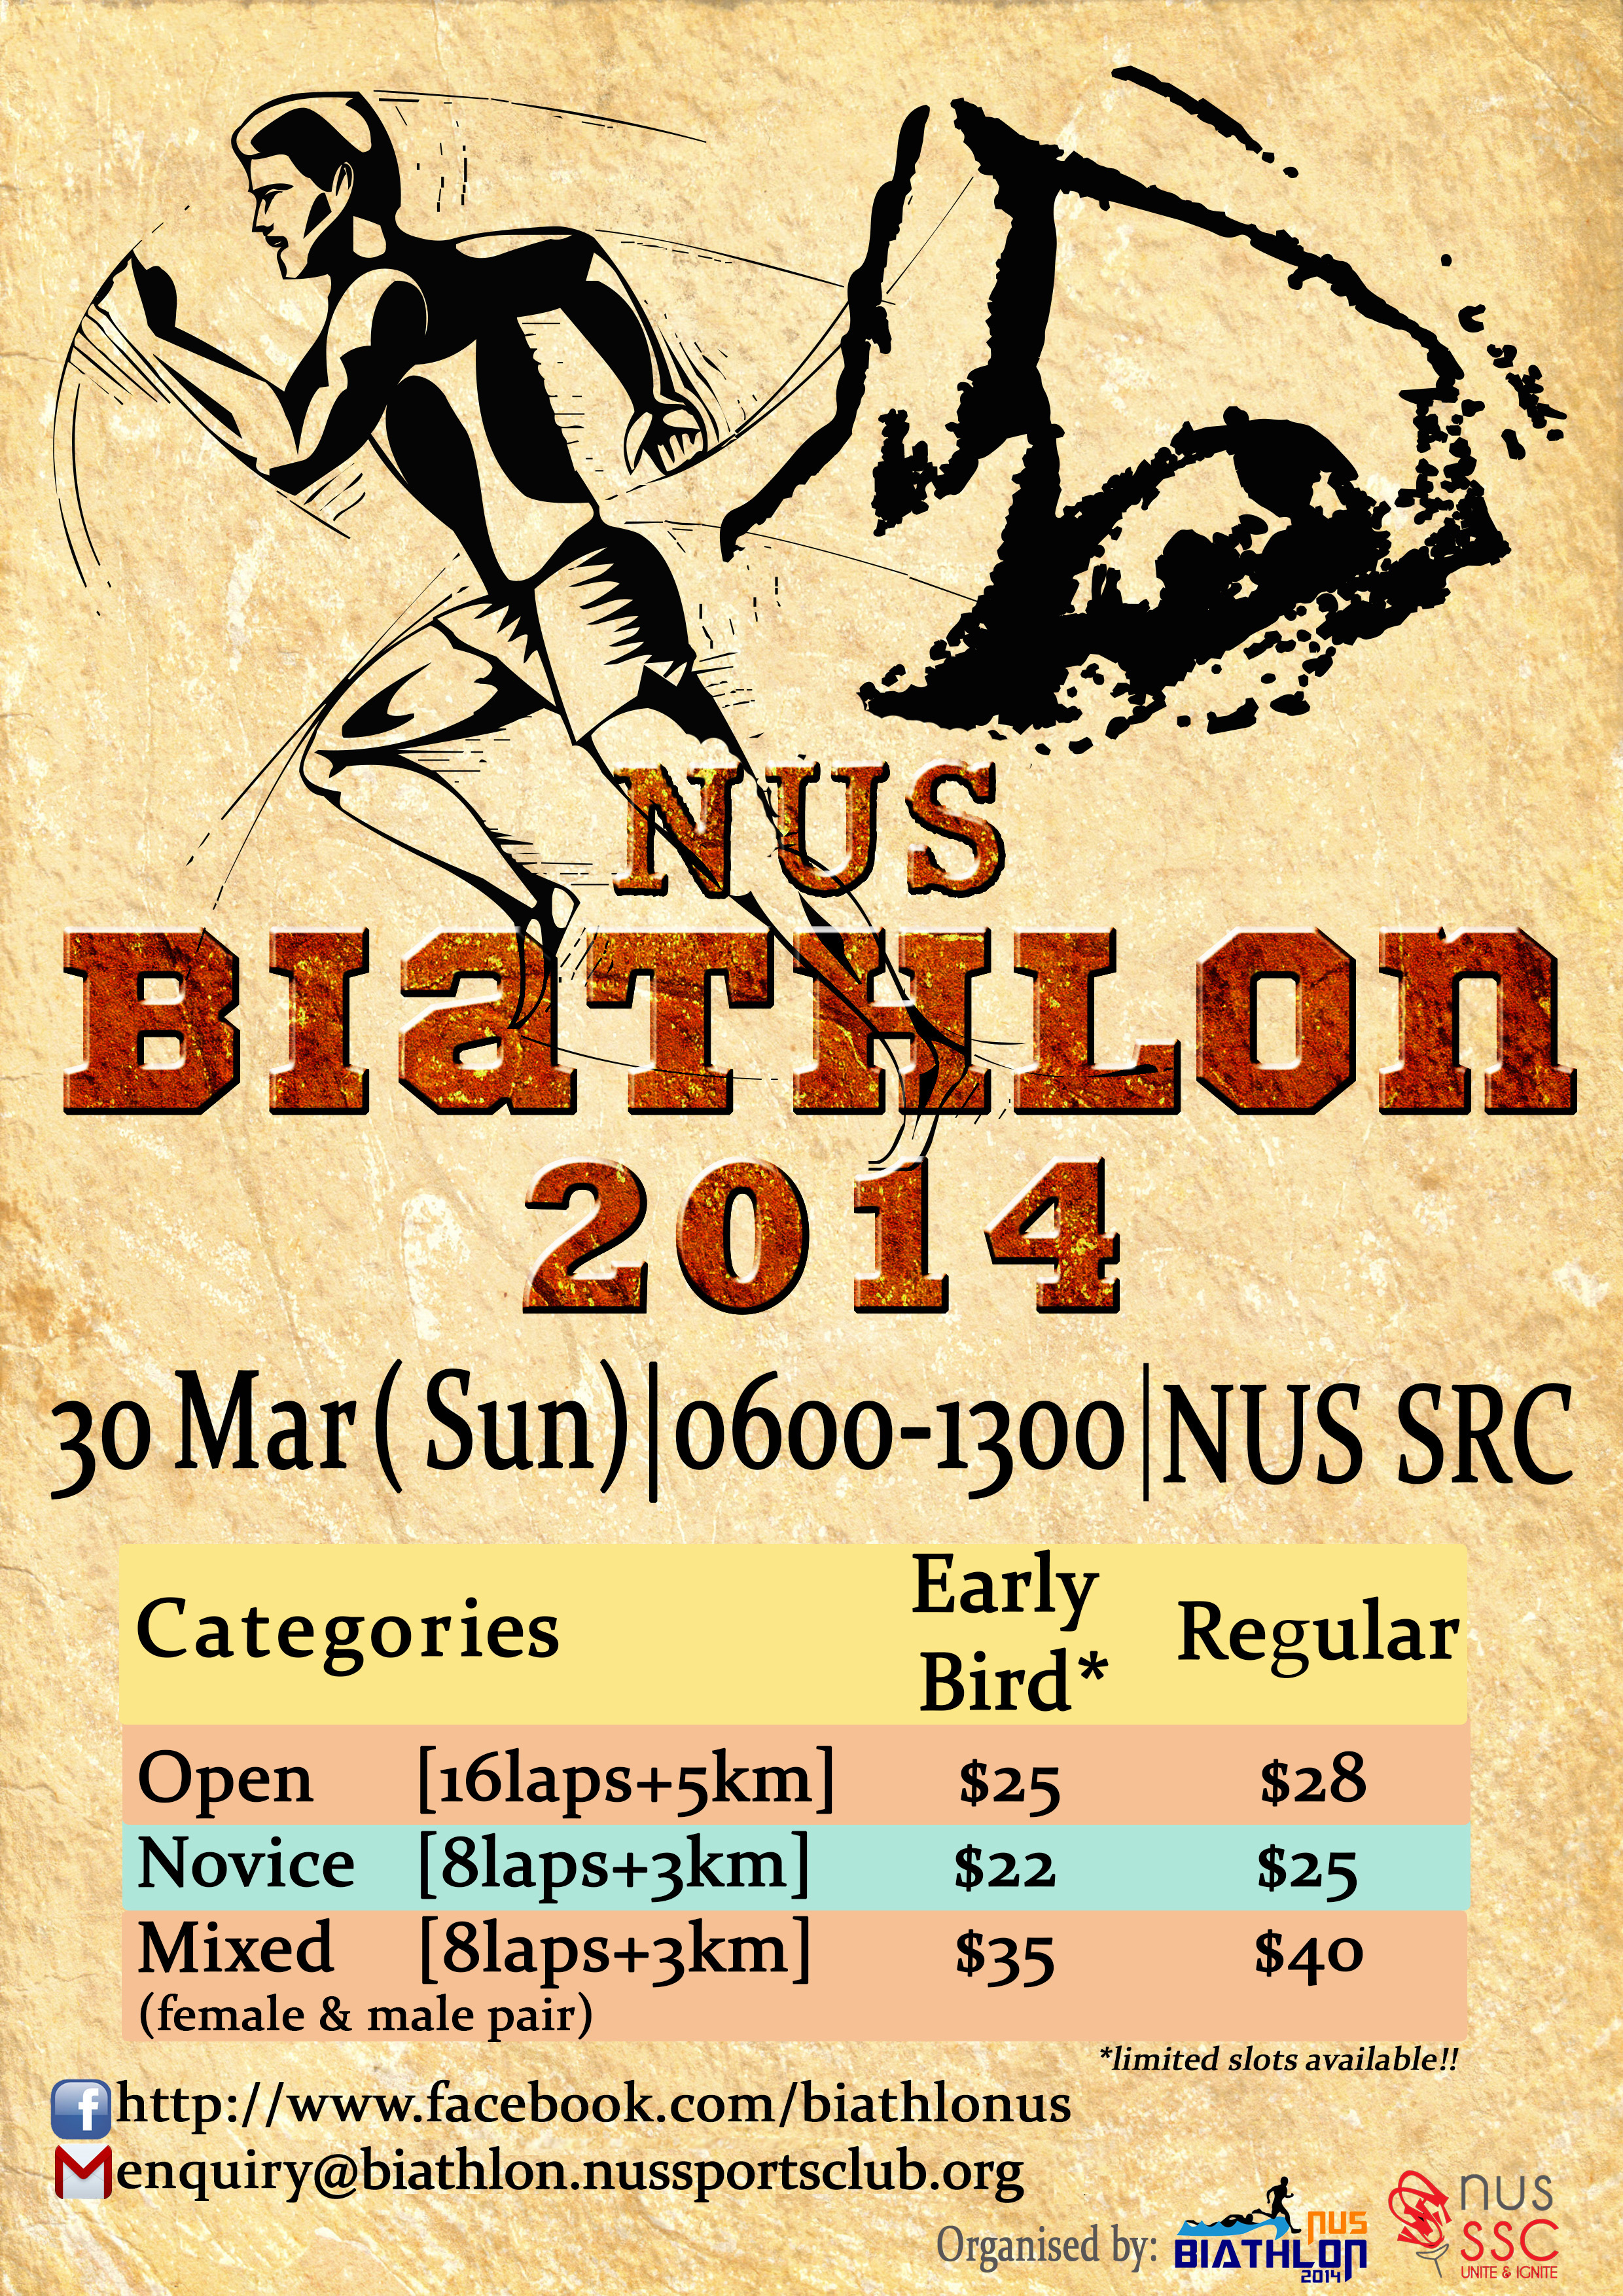 NUS
BIaTHLon
2014
30 Mar ( Sun)|0600-1300|NUS SRC
Categories Early Bird* Regular
Open [16laps+5km] $25 $28
Novice [8laps+3km] $22 $25
Mixed [8laps+3km] $35 $40
(female & male pair)
*limited slots available!!
f http://www.facebook.com/biathlonus
enquiry@biathlon.nussportsclub.org
Organised by:
nus
BIATHLON
2014
nus
SSC
UNITE & IGNITE